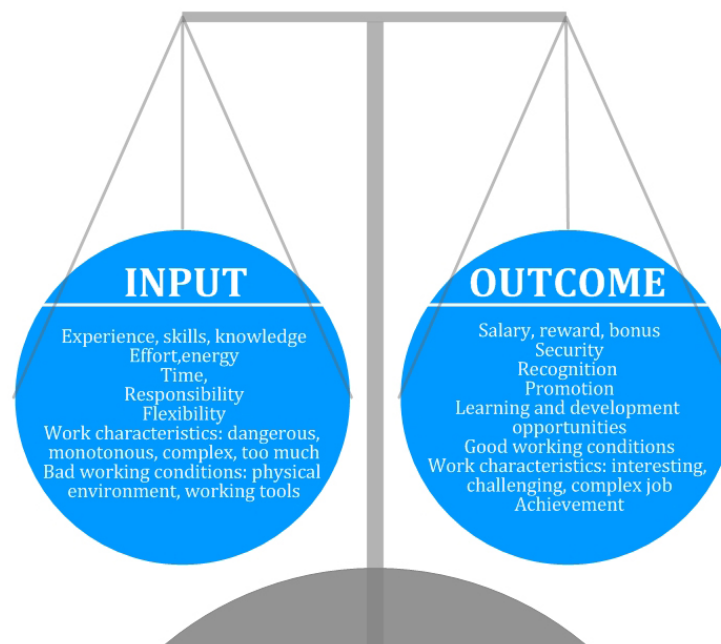 INPUT
Experience, skills, knowledge
Effort,energy
Time,
Responsibility
Flexibility
Work characteristics: dangerous,
monotonous, complex, too much
Bad working conditions: physical
environment, working tools
OUTCOME
Salary, reward, bonus
Security
Recognition
Promotion
Learning and development
opportunities
Good working conditions
Work characteristics: interesting,
challenging, complex job
Achievement